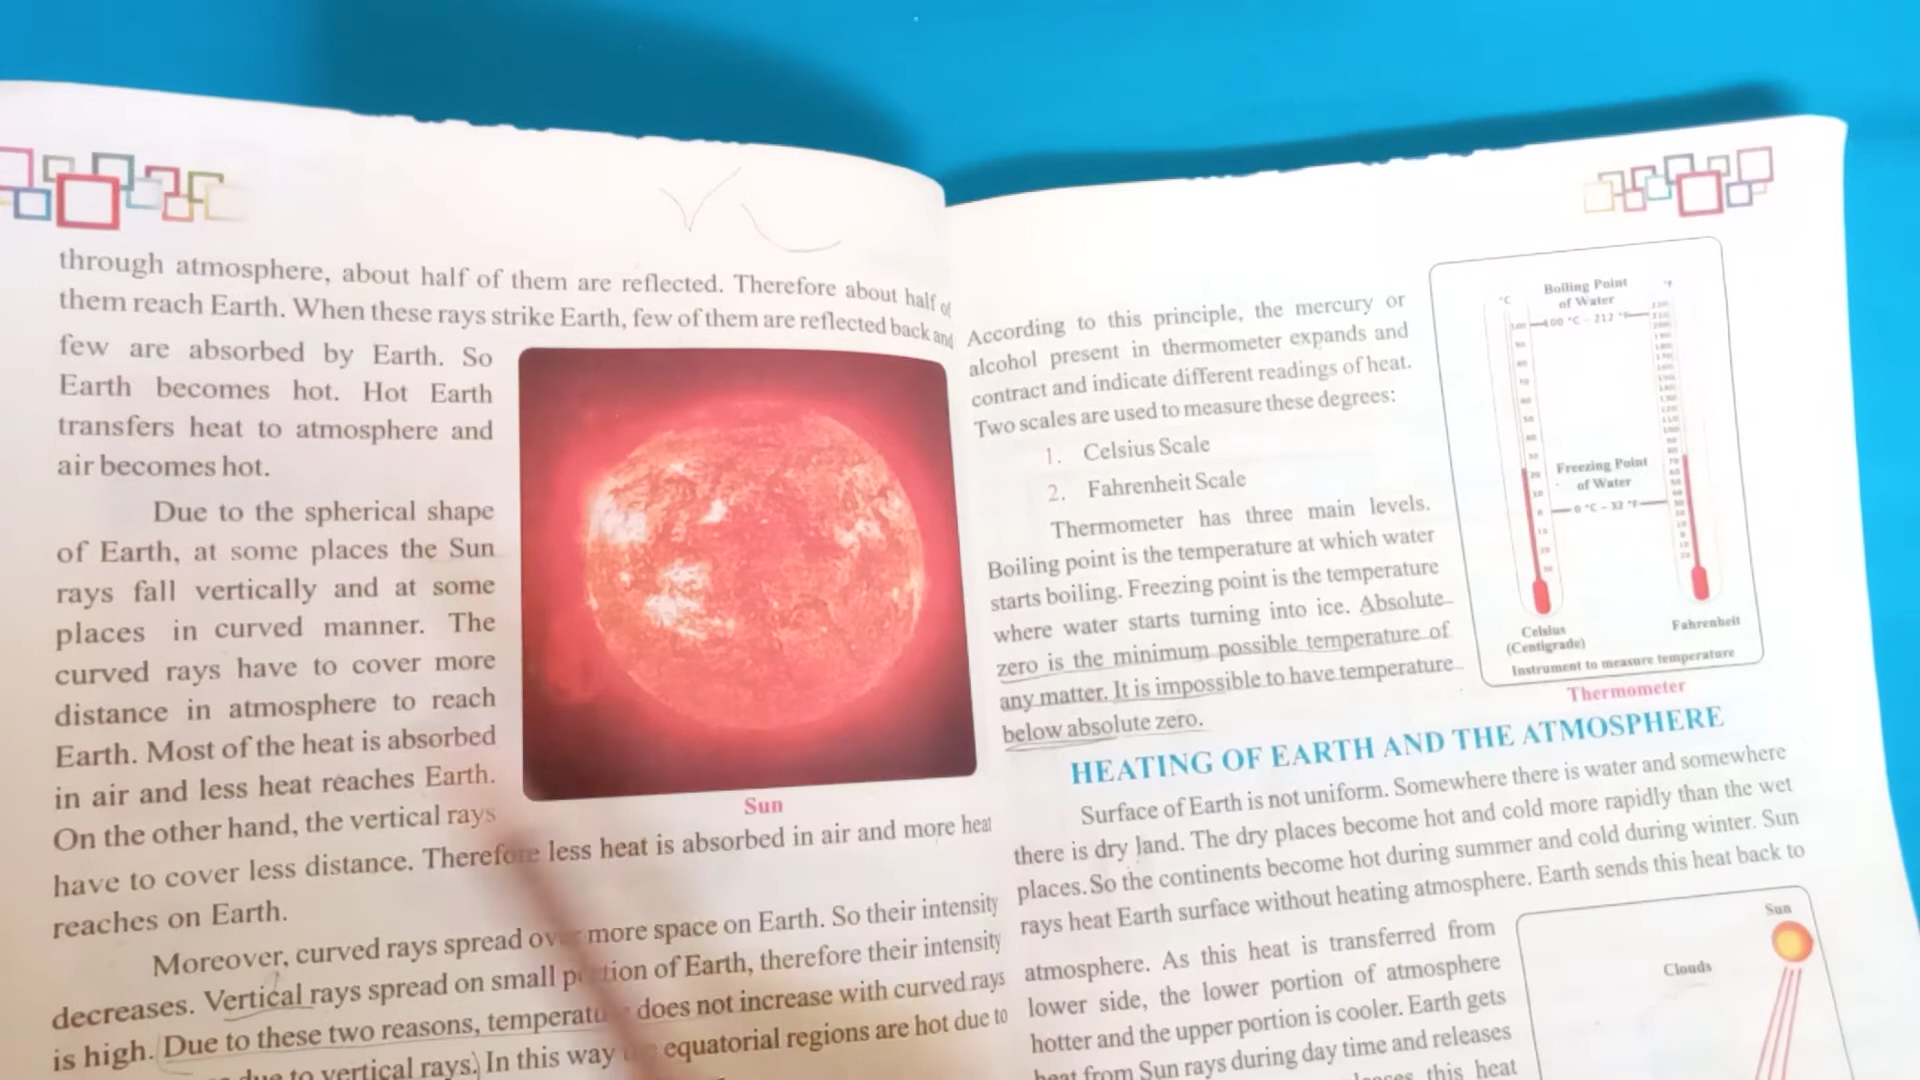 through atmosphere, about half of them are reflected. Therefore about half of
them reach Earth. When these rays strike Earth, few of them are reflected back and
few are absorbed by Earth. So
Earth becomes hot. Hot Earth
transfers heat to atmosphere and
air becomes hot.
Due to the spherical shape
of Earth, at some places the Sun
rays fall vertically and at some
places in curved manner. The
curved rays have to cover more
distance in atmosphere to reach
Earth. Most of the heat is absorbed
in air and less heat reaches Earth.
On the other hand, the vertical rays
Sun
have to cover less distance. Therefore less heat is absorbed in air and more heat
reaches on Earth.
Moreover, curved rays spread over more space on Earth. So their intensity
decreases. Vertical rays spread on small portion of Earth, therefore their intensity
is high. Due to these two reasons, temperature does not increase with curved rays
due to vertical rays. In this way equatorial regions are hot due to
According to this principle, the mercury or
alcohol present in thermometer expands and
contract and indicate different readings of heat.
Two scales are used to measure these degrees:
1. Celsius Scale
2. Fahrenheit Scale
Thermometer has three main levels.
Boiling point is the temperature at which water
starts boiling. Freezing point is the temperature
where water starts turning into ice. Absolute
zero is the minimum possible temperature of
any matter. It is impossible to have temperature
below absolute zero.
°C
Boiling Point
of Water
°F
100 °C - 212 °F
Freezing Point
of Water
0 °C - 32 °F
Celsius
(Centigrade)
Fahrenheit
Instrument to measure temperature
Thermometer
HEATING OF EARTH AND THE ATMOSPHERE
Surface of Earth is not uniform. Somewhere there is water and somewhere
there is dry land. The dry places become hot and cold more rapidly than the wet
places. So the continents become hot during summer and cold during winter. Sun
rays heat Earth surface without heating atmosphere. Earth sends this heat back to
atmosphere. As this heat is transferred from
lower side, the lower portion of atmosphere
hotter and the upper portion is cooler. Earth gets
heat from Sun rays during day time and releases
this heat
Sun
Clouds